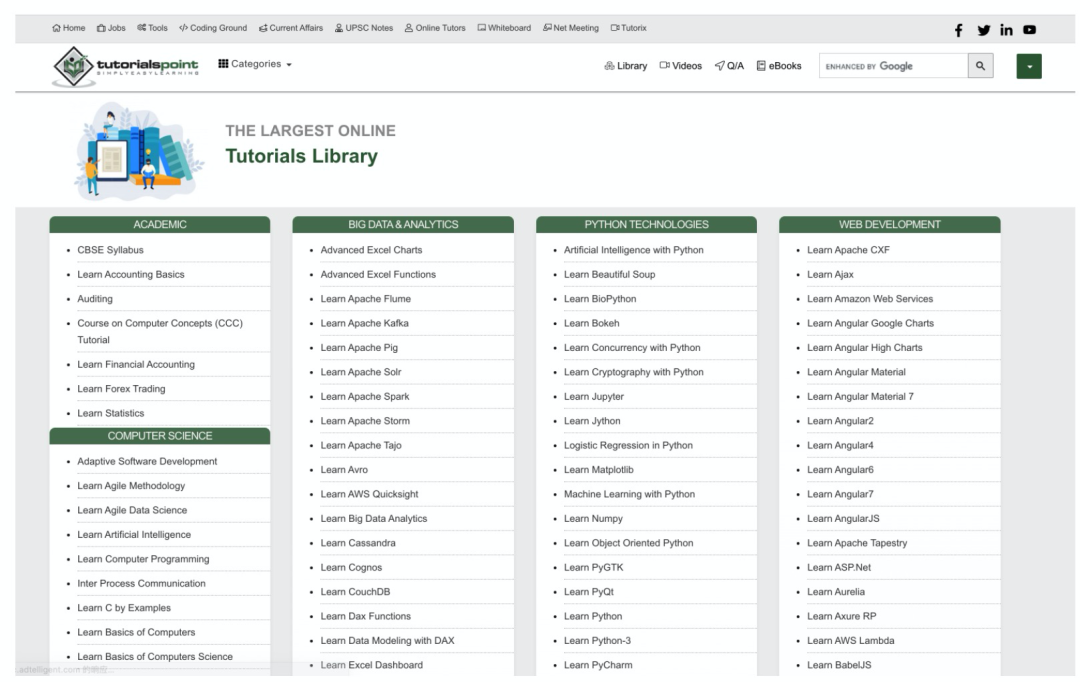 Home Jobs Tools Coding Ground Current Affairs UPSC Notes Online Tutors Whiteboard Net Meeting Tutorix
tutorialspoint
SIMPLYEASYLEARNING
Categories
Library Videos Q/A eBooks ENHANCED BY Google
THE LARGEST ONLINE
Tutorials Library
ACADEMIC
CBSE Syllabus
Learn Accounting Basics
Auditing
Course on Computer Concepts (CCC)
Tutorial
Learn Financial Accounting
Learn Forex Trading
Learn Statistics
COMPUTER SCIENCE
Adaptive Software Development
Learn Agile Methodology
Learn Agile Data Science
Learn Artificial Intelligence
Learn Computer Programming
Inter Process Communication
Learn C by Examples
Learn Basics of Computers
Learn Basics of Computers Science
BIG DATA & ANALYTICS
Advanced Excel Charts
Advanced Excel Functions
Learn Apache Flume
Learn Apache Kafka
Learn Apache Pig
Learn Apache Solr
Learn Apache Spark
Learn Apache Storm
Learn Apache Tajo
Learn Avro
Learn AWS Quicksight
Learn Big Data Analytics
Learn Cassandra
Learn Cognos
Learn CouchDB
Learn Dax Functions
Learn Data Modeling with DAX
Learn Excel Dashboard
PYTHON TECHNOLOGIES
Artificial Intelligence with Python
Learn Beautiful Soup
Learn BioPython
Learn Bokeh
Learn Concurrency with Python
Learn Cryptography with Python
Learn Jupyter
Learn Jython
Logistic Regression in Python
Learn Matplotlib
Machine Learning with Python
Learn Numpy
Learn Object Oriented Python
Learn PyGTK
Learn PyQt
Learn Python
Learn Python-3
Learn PyCharm
WEB DEVELOPMENT
Learn Apache CXF
Learn Ajax
Learn Amazon Web Services
Learn Angular Google Charts
Learn Angular High Charts
Learn Angular Material
Learn Angular Material 7
Learn Angular2
Learn Angular4
Learn Angular6
Learn Angular7
Learn AngularJS
Learn Apache Tapestry
Learn ASP.Net
Learn Aurelia
Learn Axure RP
Learn AWS Lambda
Learn BabelJS
adtelligent.com 的响应...